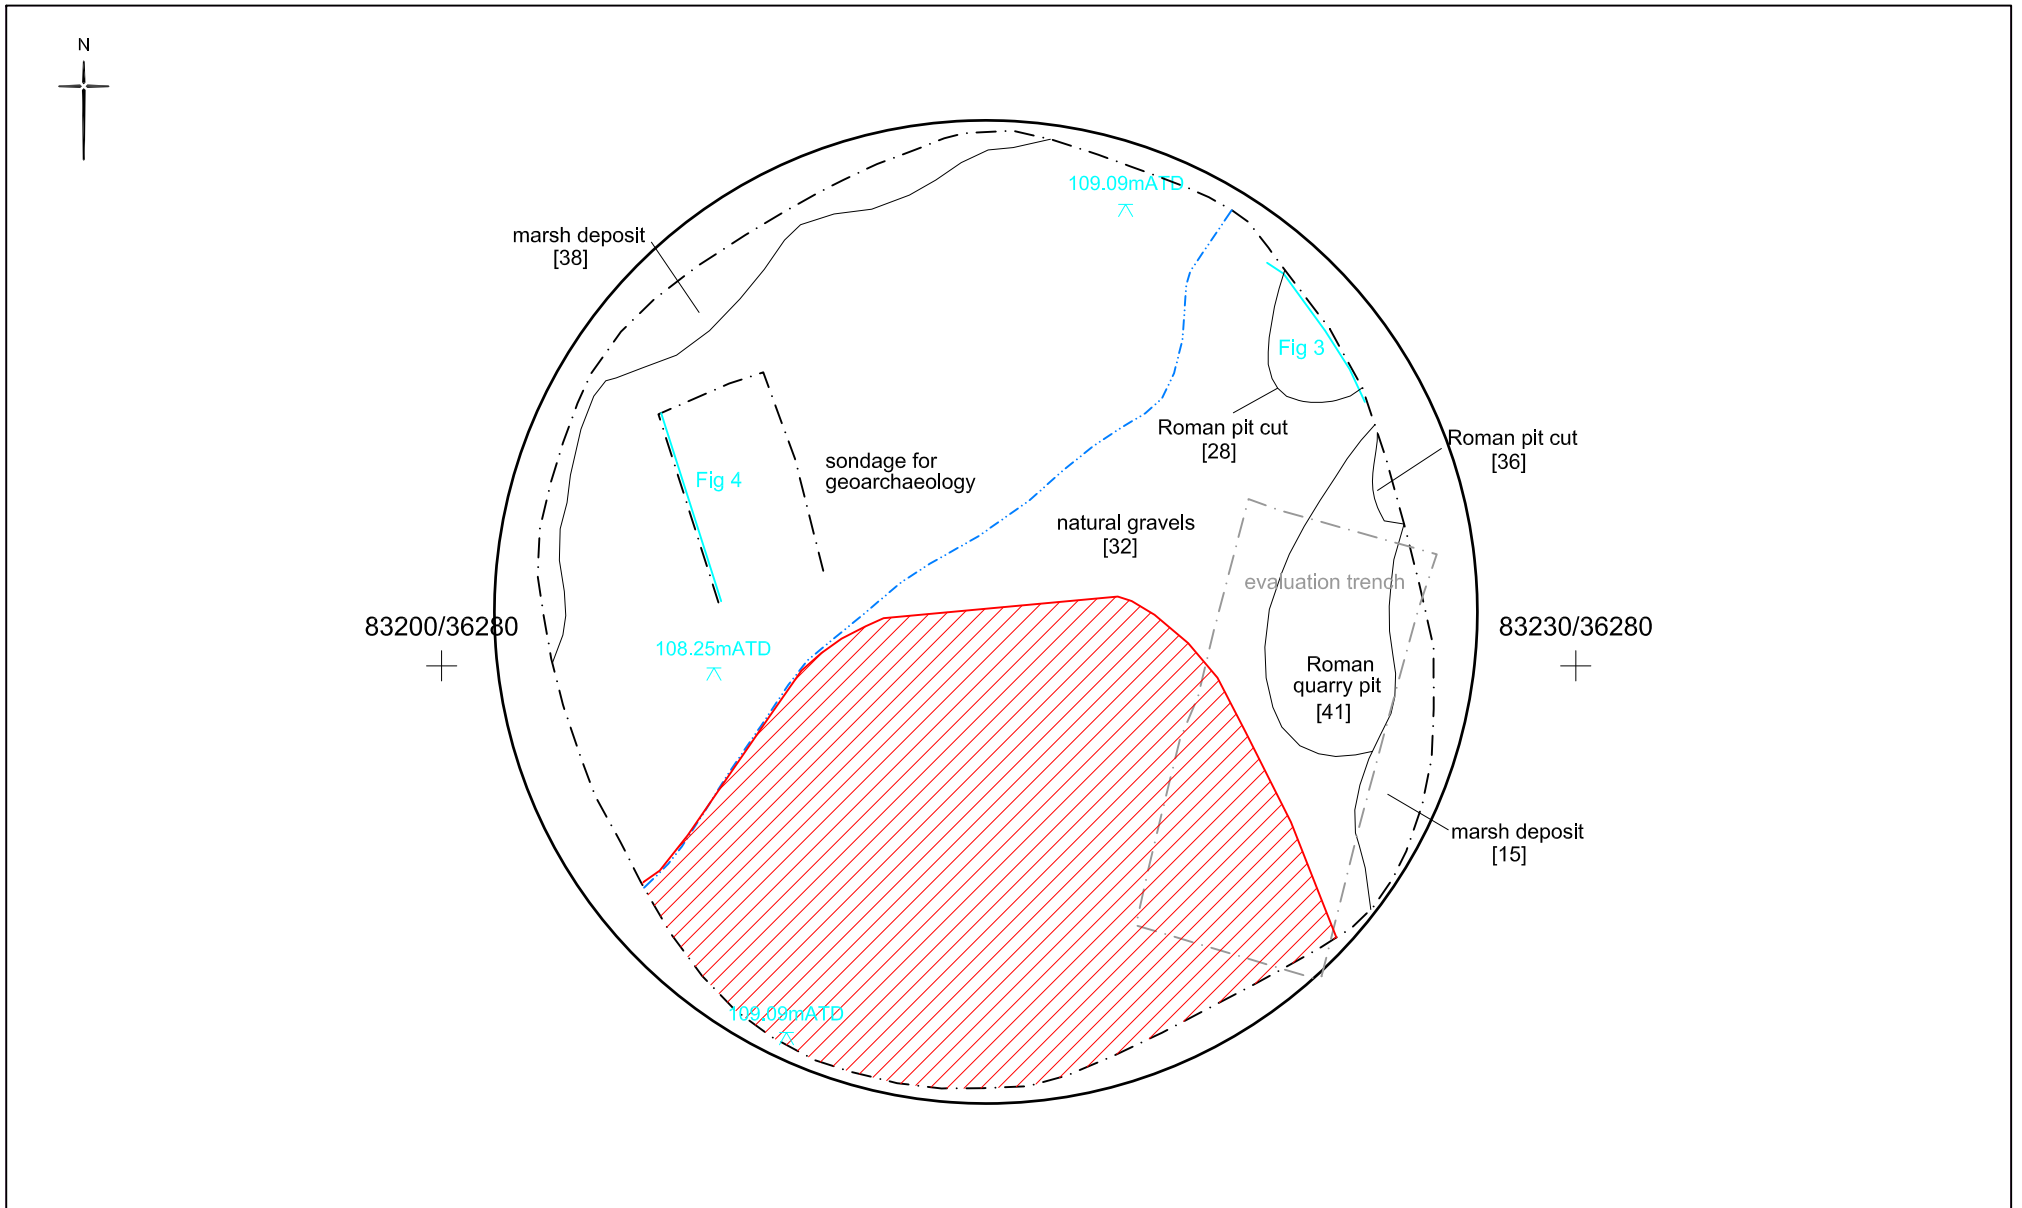 N
109.09mATD
marsh deposit
[38]
Fig 3
Roman pit cut
[28]
Roman pit cut
[36]
Fig 4
sondage for
geoarchaeology
natural gravels
[32]
evaluation trench
83200/36280
83230/36280
108.25mATD
Roman
quarry pit
[41]
marsh deposit
[15]
109.09mATD